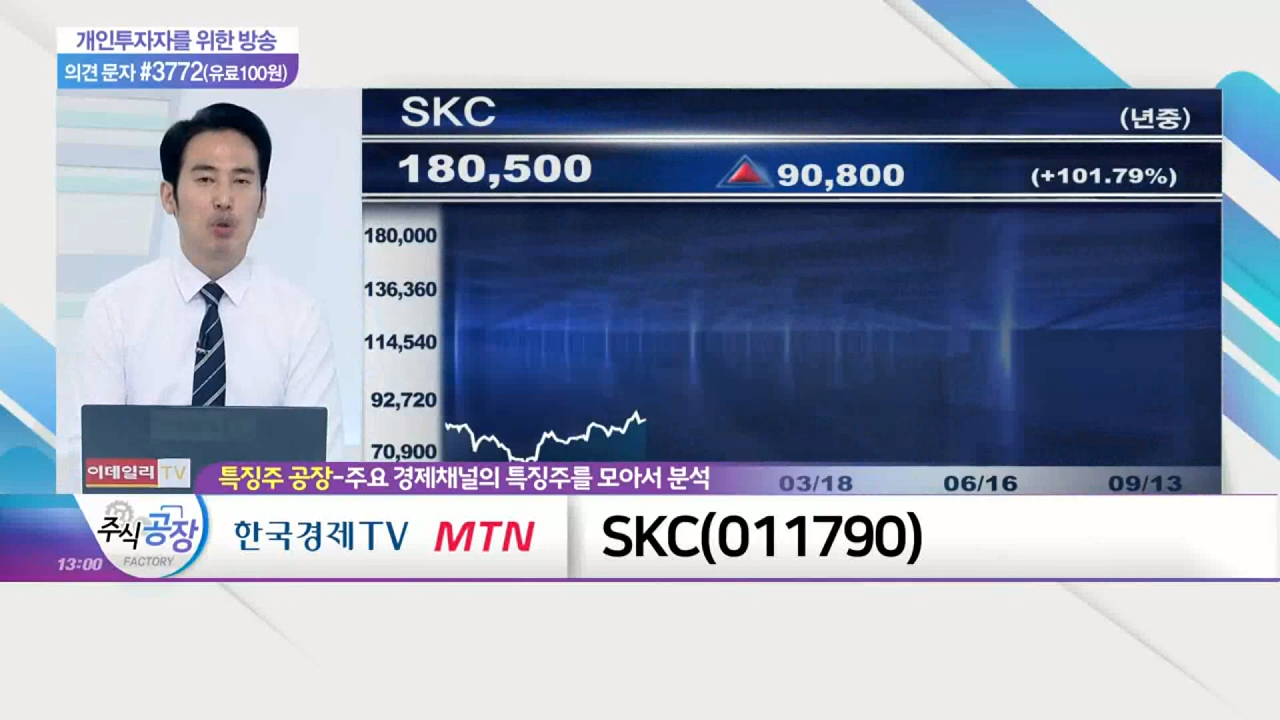 개인투자자를 위한 방송
의견 문자 #3772(유료100원)
SKC
(년중)
180,500 ▲ 90,800 (+101.79%)
180,000
136,360
114,540
92,720
70,900
03/18 06/16 09/13
이데일리 TV
특징주 공장-주요 경제채널의 특징주를 모아서 분석
13:00
주식공장
FACTORY
한국경제TV MTN
SKC(011790)